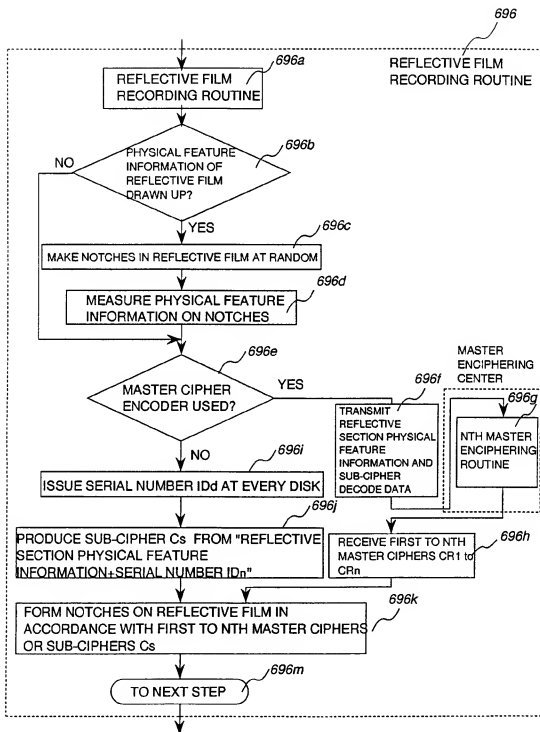 696
REFLECTIVE FILM
RECORDING ROUTINE
696a
REFLECTIVE FILM
RECORDING ROUTINE
696b
PHYSICAL FEATURE
INFORMATION OF
REFLECTIVE FILM
DRAWN UP?
NO
YES
696c
MAKE NOTCHES IN REFLECTIVE FILM AT RANDOM
696d
MEASURE PHYSICAL FEATURE
INFORMATION ON NOTCHES
696e
MASTER CIPHER
ENCODER USED?
YES
NO
696f
TRANSMIT
REFLECTIVE
SECTION PHYSICAL
FEATURE
INFORMATION AND
SUB-CIPHER
DECODE DATA
MASTER
ENCIPHERING
CENTER
696g
NTH MASTER
ENCIPHERING
ROUTINE
696i
ISSUE SERIAL NUMBER IDd AT EVERY DISK
696j
PRODUCE SUB-CIPHER Cs FROM "REFLECTIVE
SECTION PHYSICAL FEATURE
INFORMATION+SERIAL NUMBER IDn"
696h
RECEIVE FIRST TO NTH
MASTER CIPHERS CR1 to
CRn
696k
FORM NOTCHES ON REFLECTIVE FILM IN
ACCORDANCE WITH FIRST TO NTH MASTER CIPHERS
OR SUB-CIPHERS Cs
696m
TO NEXT STEP